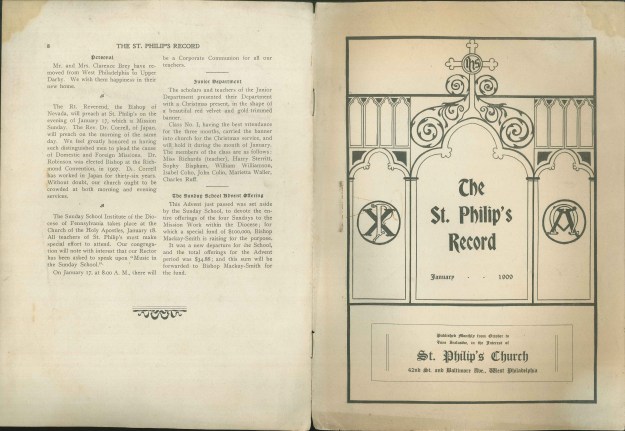 8
THE ST. PHILIP'S RECORD
Personal
Mr. and Mrs. Clarence Brey have re-
moved from West Philadelphia to Upper
Darby. We wish them happiness in their
new home.
The Rt. Reverend, the Bishop of
Nevada, will preach at St. Philip's on the
evening of January 17, which is Mission
Sunday. The Rev. Dr. Correll, of Japan,
will preach on the morning of the same
day. We feel greatly honored in having
such distinguished men to plead the cause
of Domestic and Foreign Missions. Dr.
Robinson was elected Bishop at the Rich-
mond Convention, in 1907. Dr. Correll
has worked in Japan for thirty-six years.
Without doubt, our church ought to be
crowded at both morning and evening
services.
The Sunday School Institute of the Dio-
cese of Pennsylvania takes place at the
Church of the Holy Apostles, January 18.
All teachers of St. Philip's must make
special effort to attend. Our congrega-
tion will note with interest that our Rector
has been asked to speak upon "Music in
the Sunday School."
On January 17, at 8:00 A. M., there will
be a Corporate Communion for all our
teachers.
Junior Department
The scholars and teachers of the Junior
Department presented their Department
with a Christmas present, in the shape of
a beautiful red velvet and gold trimmed
banner.
Class No. 1, having the best attendance
for the three months, carried the banner
into church for the Christmas service, and
will hold it during the month of January.
The members of the class are as follows:
Miss Richards (teacher), Harry Sterritt,
Sophy Bispham, William Williamson,
Isabel Cohn, John Colin, Marietta Wallet,
Charles Ruff.
The Sunday School Advent Offering
This Advent just passed was set aside
by the Sunday School, to devote the en-
tire offerings of the four Sundays to the
Mission Work within the Diocese; for
which a special fund of $100,000, Bishop
Mackay-Smith is raising for the purpose.
It was a new departure for the School,
and the total offerings for the Advent
period was $34.88; and this sum will be
forwarded to Bishop Mackay-Smith for
the fund.
IHS
The
St. Philip's
Record
January - - 1909
Published Monthly from October to
June Inclusive, in the Interest of
St. Philip's Church
42nd St. and Baltimore Ave., West Philadelphia